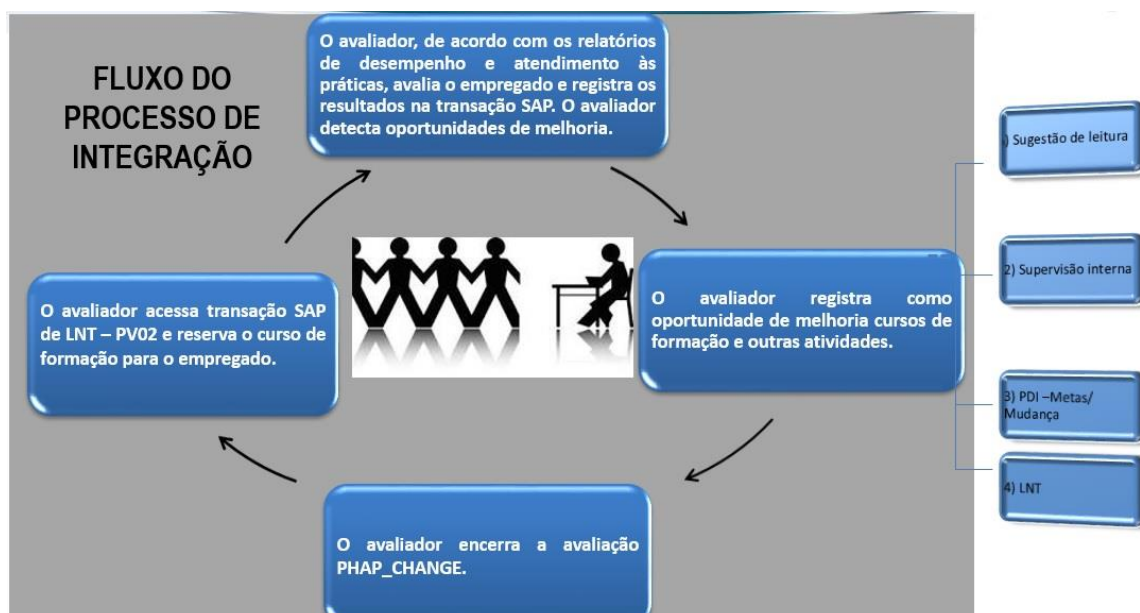 FLUXO DO
PROCESSO DE
INTEGRAÇÃO
O avaliador, de acordo com os relatórios
de desempenho e atendimento às
práticas, avalia o empregado e registra os
resultados na transação SAP. O avaliador
detecta oportunidades de melhoria.
O avaliador registra como
oportunidade de melhoria cursos de
formação e outras atividades.
O avaliador encerra a avaliação
PHAP_CHANGE.
O avaliador acessa transação SAP
de LNT – PV02 e reserva o curso de
formação para o empregado.
) Sugestão de leitura
2) Supervisão interna
3) PDI –Metas/
Mudança
4) LNT